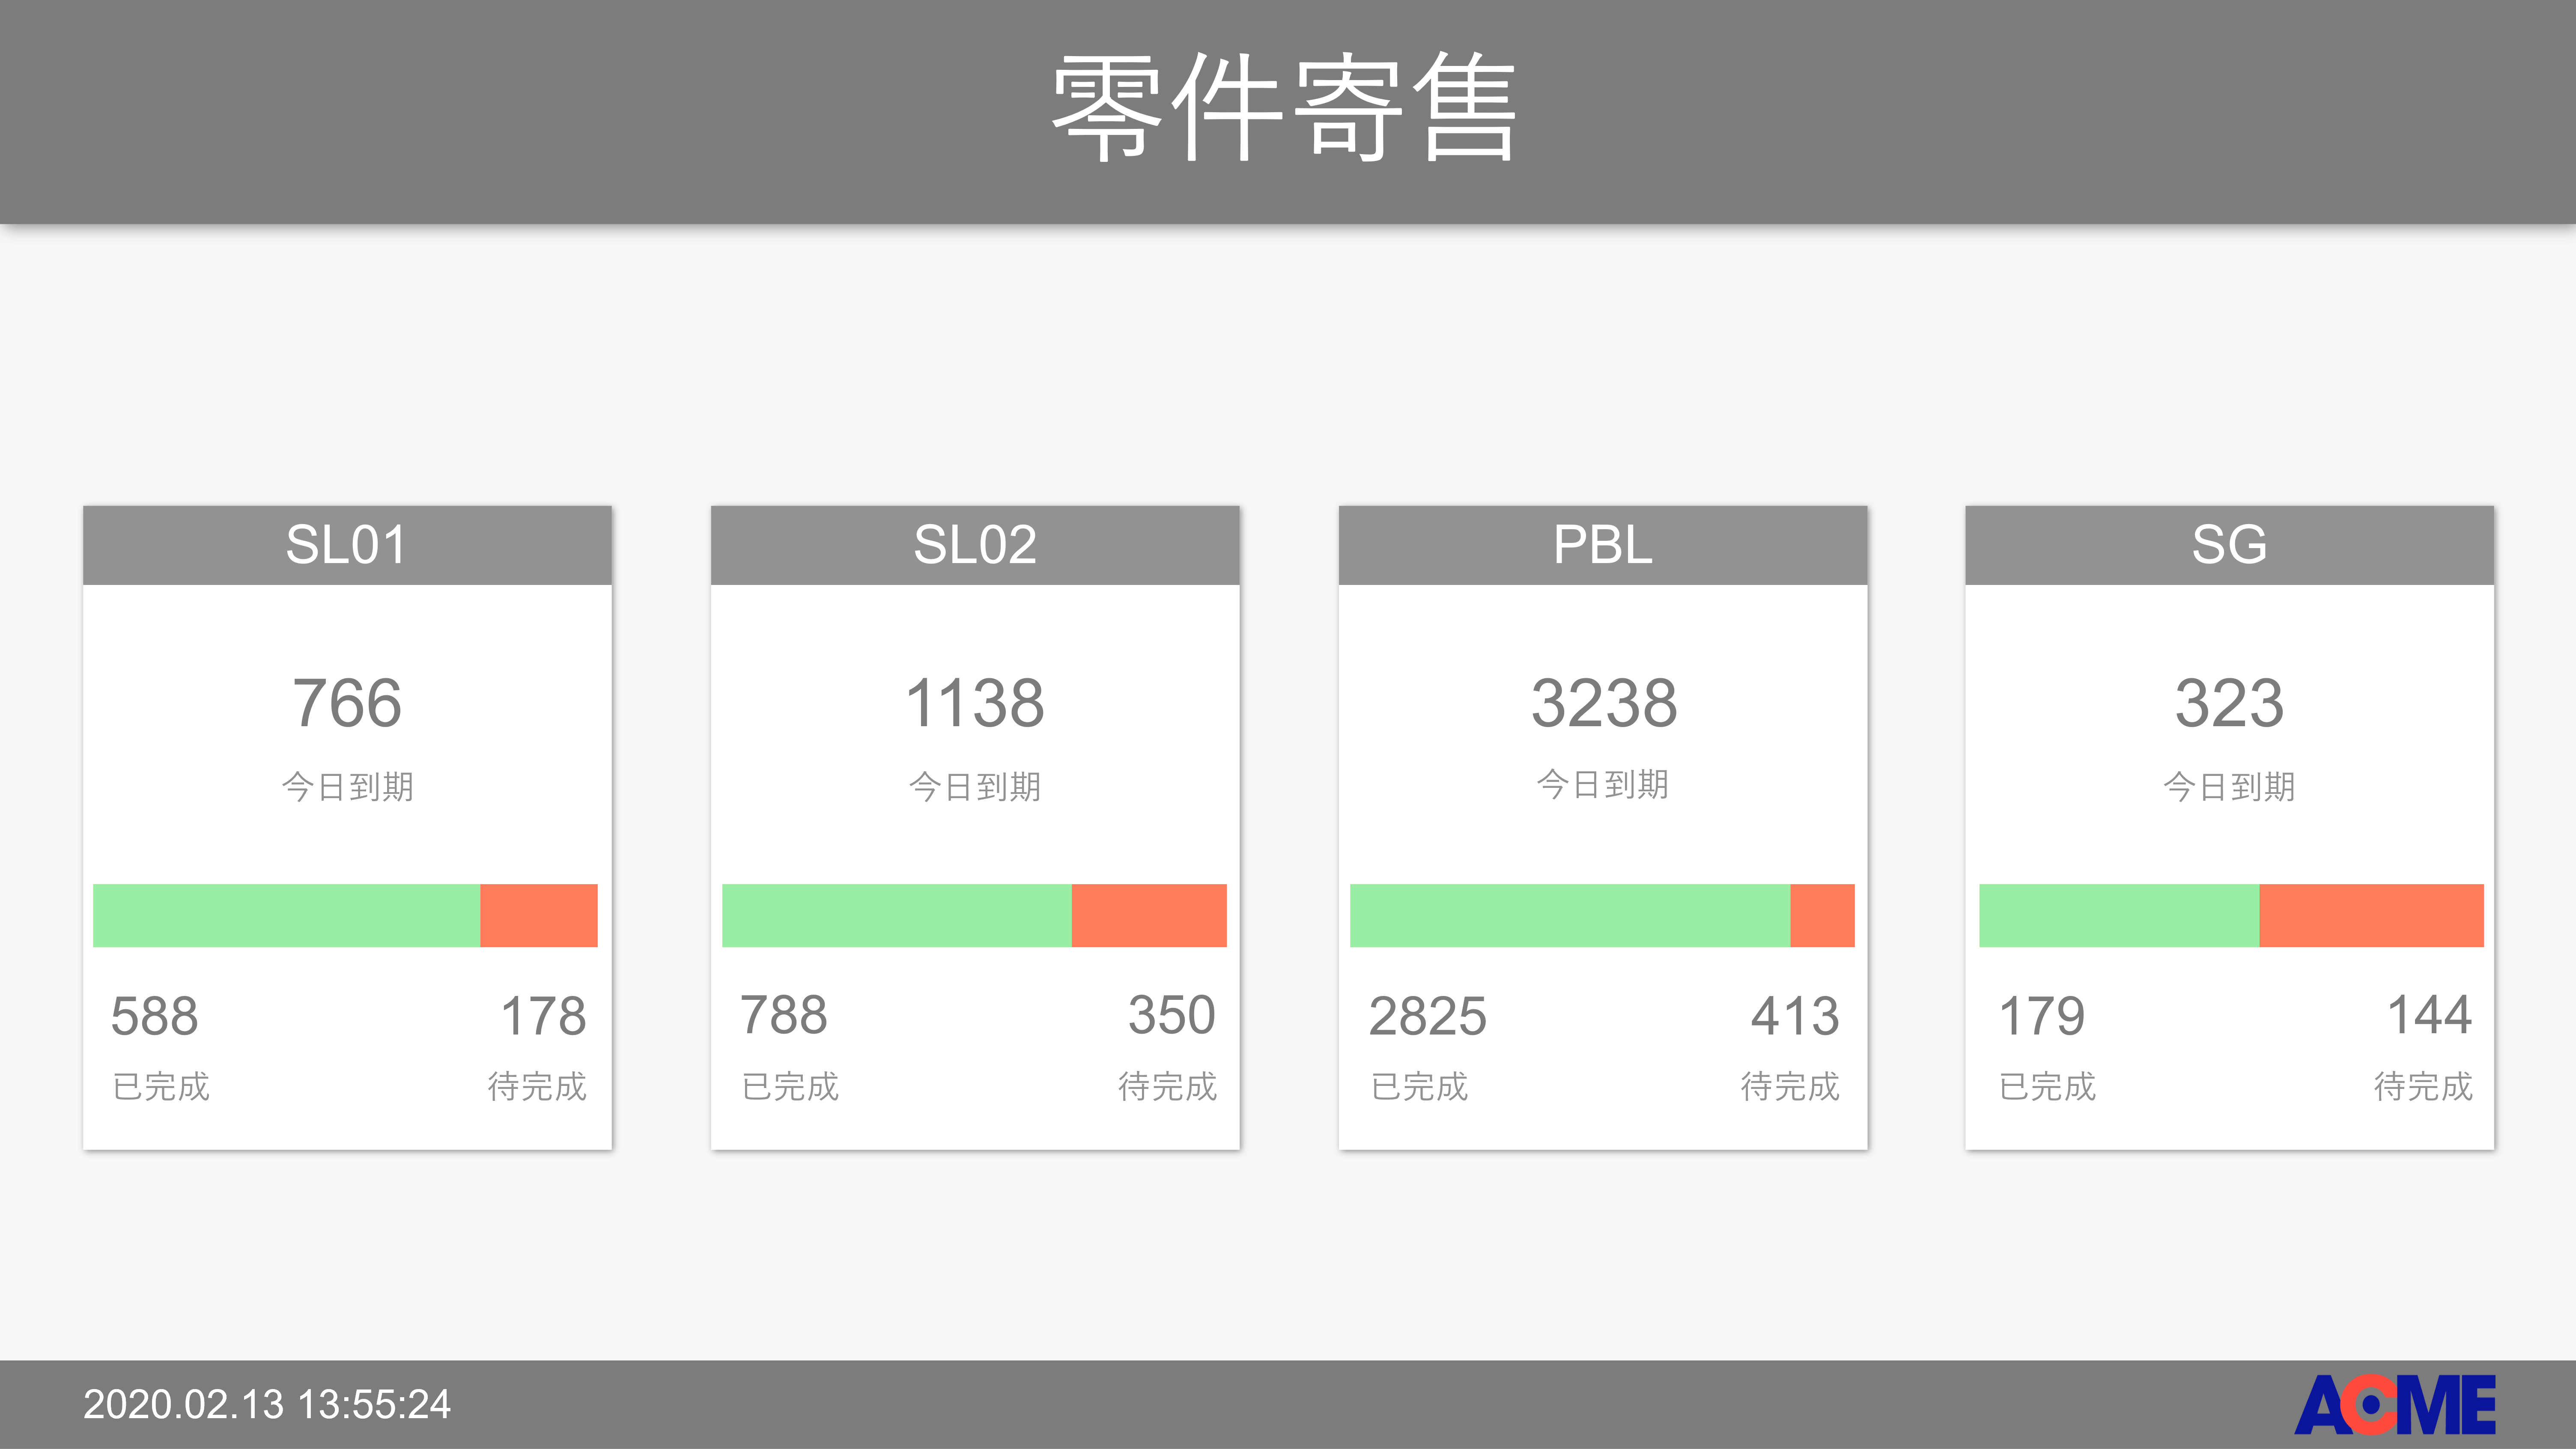 零件寄售
SL01
766
今日到期
588
178
已完成
待完成
SL02
1138
今日到期
788
350
已完成
待完成
PBL
3238
今日到期
2825
413
已完成
待完成
SG
323
今日到期
179
144
已完成
待完成
2020.02.13 13:55:24
ACME